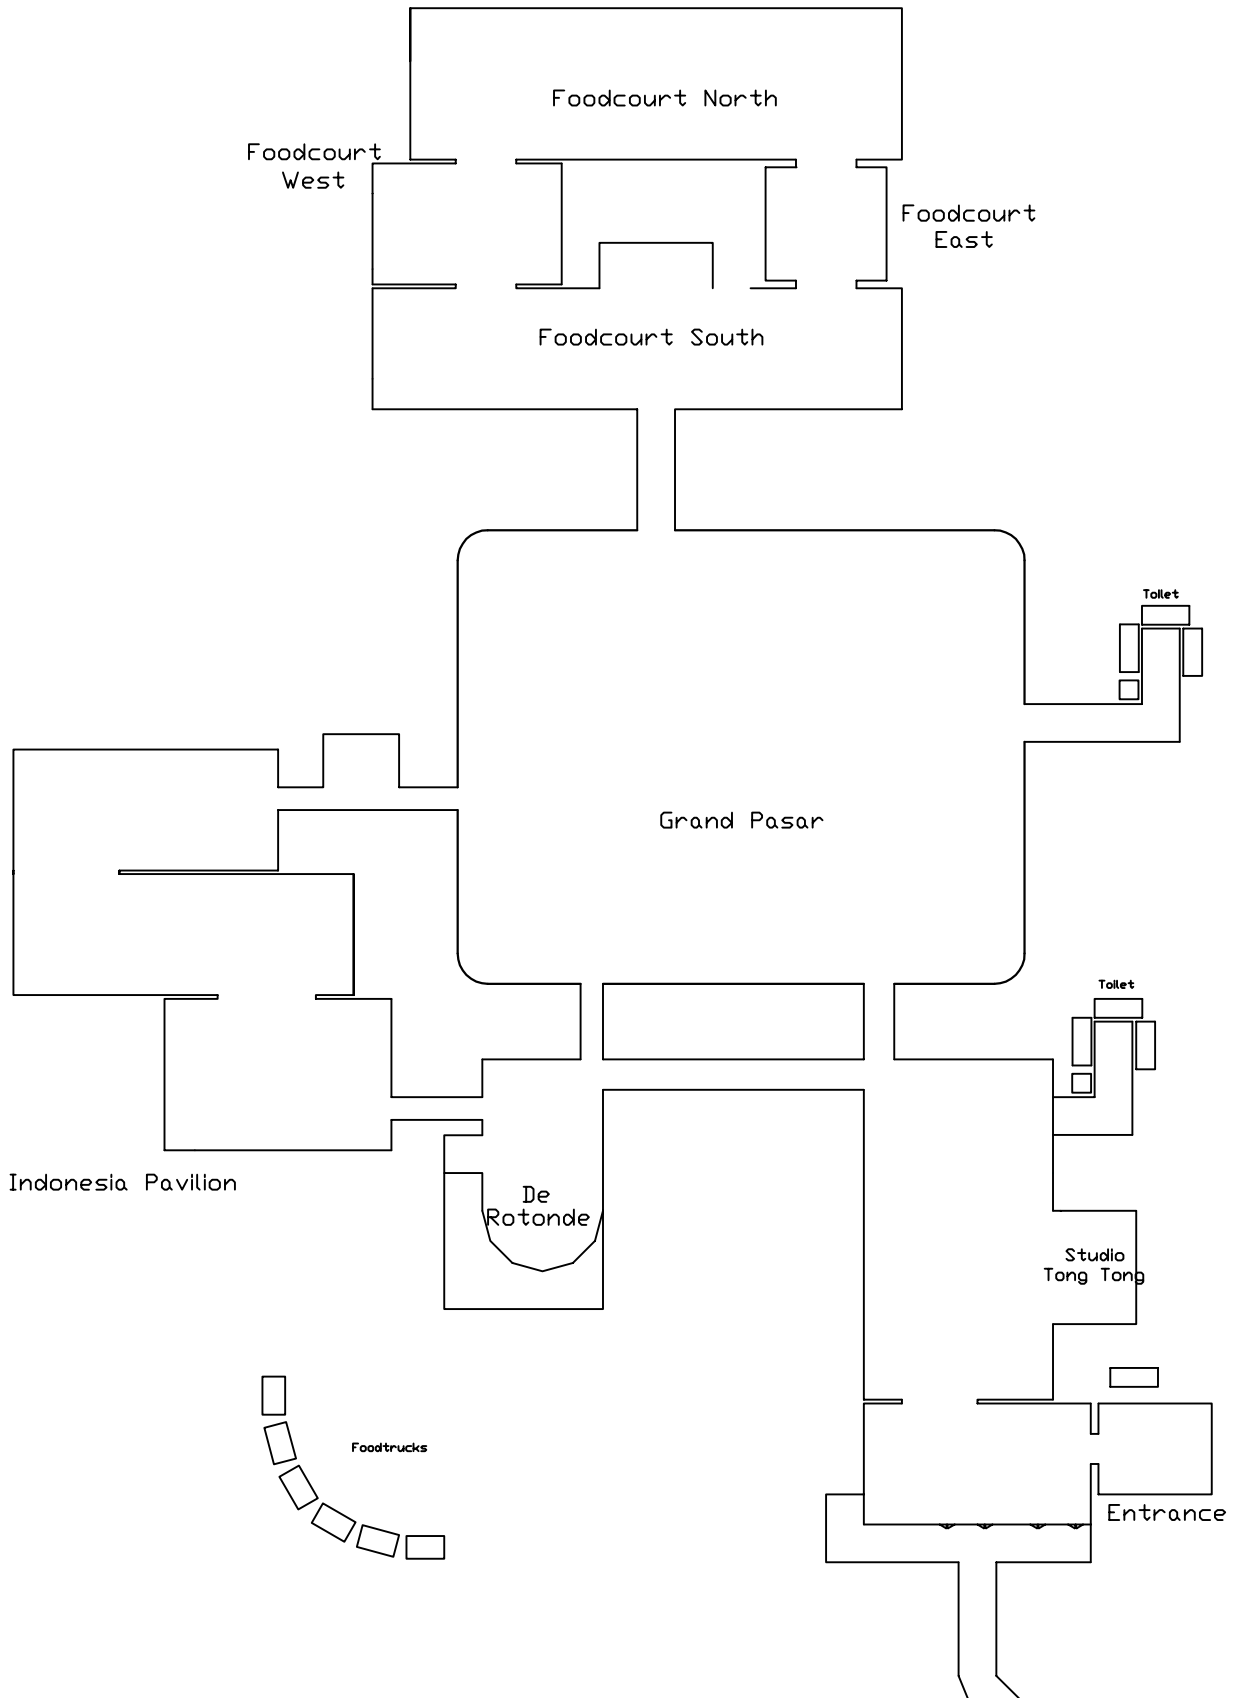 Foodcourt North
Foodcourt
West
Foodcourt
East
Foodcourt South
Toilet
Grand Pasar
Toilet
Indonesia Pavilion
De
Rotonde
Studio
Tong Tong
Foodtrucks
Entrance